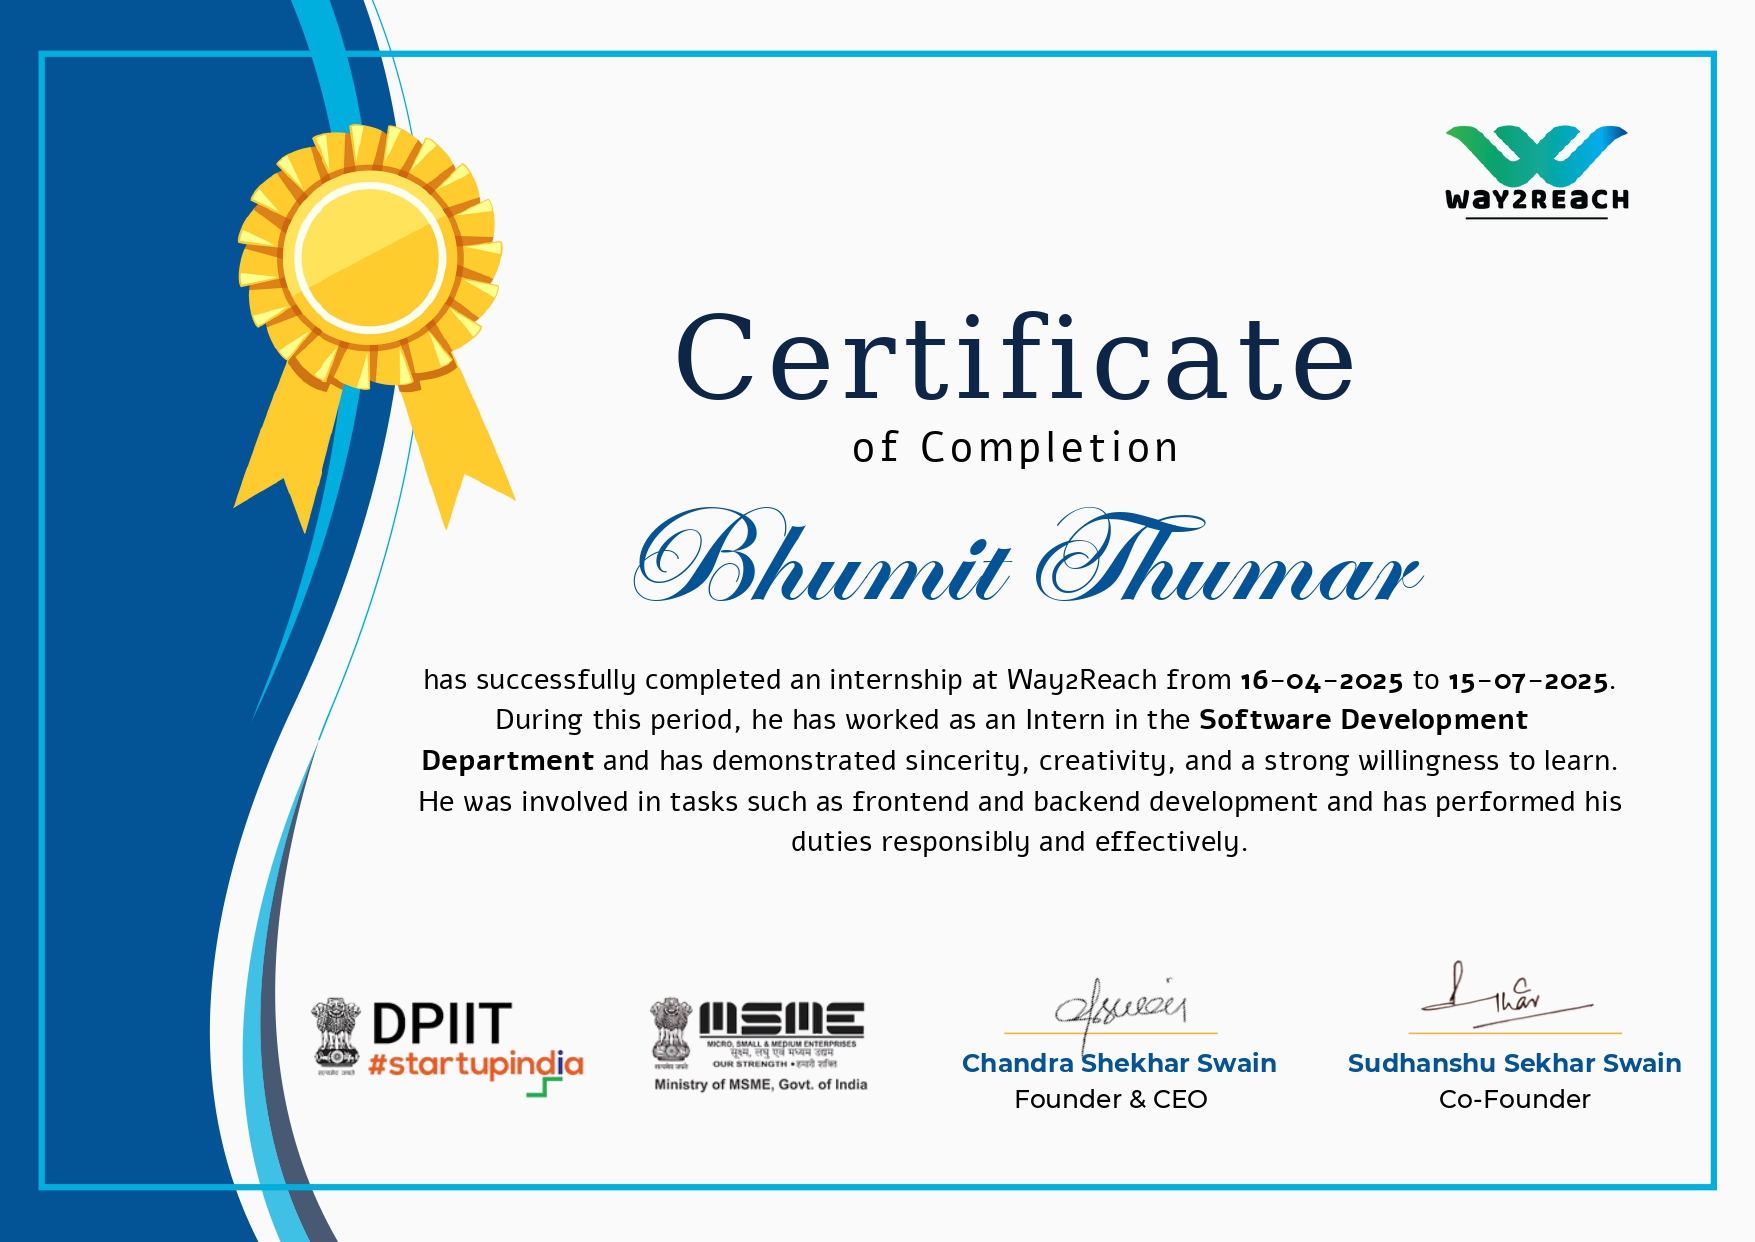 WAY2REACH
Certificate
of Completion
Bhumit Thumar
has successfully completed an internship at Way2Reach from 16-04-2025 to 15-07-2025.
During this period, he has worked as an Intern in the Software Development
Department and has demonstrated sincerity, creativity, and a strong willingness to learn.
He was involved in tasks such as frontend and backend development and has performed his
duties responsibly and effectively.
DPIIT
#startupindia
सत्यमेव जयते
MSME
MICRO, SMALL & MEDIUM ENTERPRISES
सूक्ष्म, लघु एवं मध्यम उद्यम
OUR STRENGTH • हमारी शक्ति
सत्यमेव जयते
Ministry of MSME, Govt. of India
Chandra Shekhar Swain
Founder & CEO
Sudhanshu Sekhar Swain
Co-Founder